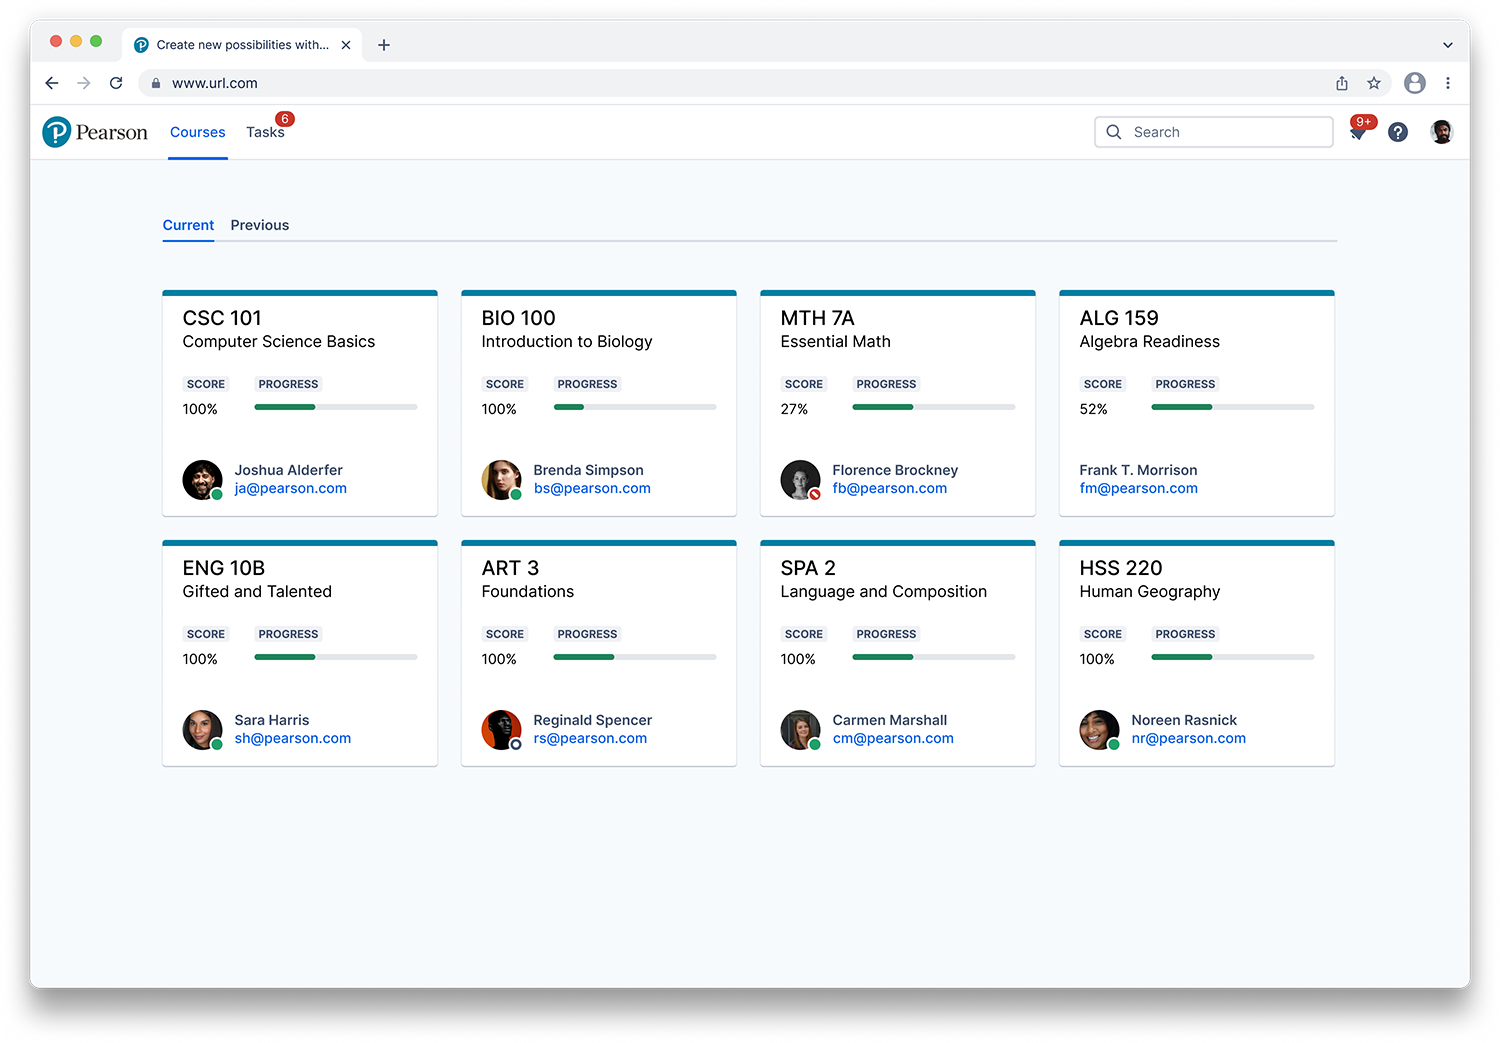 Create new possibilities with...
www.url.com
Pearson
Courses
Tasks
6
Search
9+
?
Current
Previous
CSC 101
Computer Science Basics
SCORE PROGRESS
100%
Joshua Alderfer
ja@pearson.com
BIO 100
Introduction to Biology
SCORE PROGRESS
100%
Brenda Simpson
bs@pearson.com
MTH 7A
Essential Math
SCORE PROGRESS
27%
Florence Brockney
fb@pearson.com
ALG 159
Algebra Readiness
SCORE PROGRESS
52%
Frank T. Morrison
fm@pearson.com
ENG 10B
Gifted and Talented
SCORE PROGRESS
100%
Sara Harris
sh@pearson.com
ART 3
Foundations
SCORE PROGRESS
100%
Reginald Spencer
rs@pearson.com
SPA 2
Language and Composition
SCORE PROGRESS
100%
Carmen Marshall
cm@pearson.com
HSS 220
Human Geography
SCORE PROGRESS
100%
Noreen Rasnick
nr@pearson.com